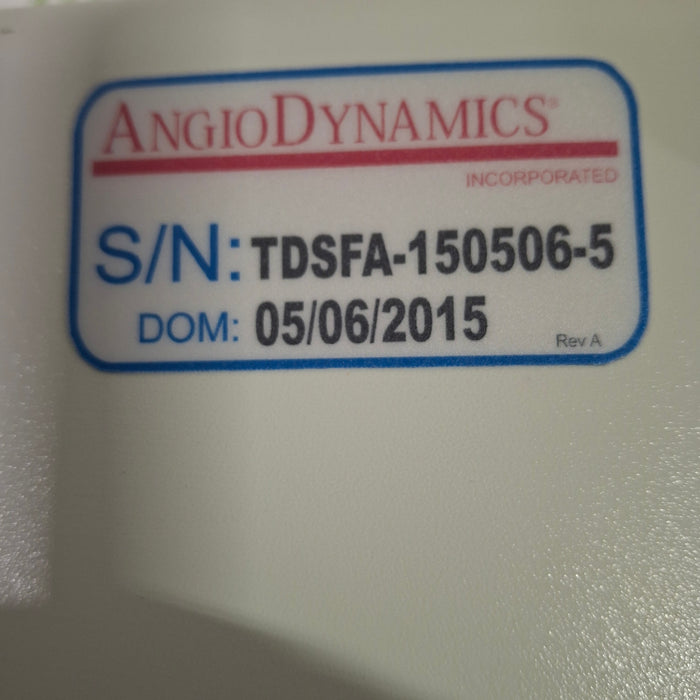 ANGIODYNAMICS®
INCORPORATED
S/N: TDSFA-150506-5
DOM: 05/06/2015
Rev A